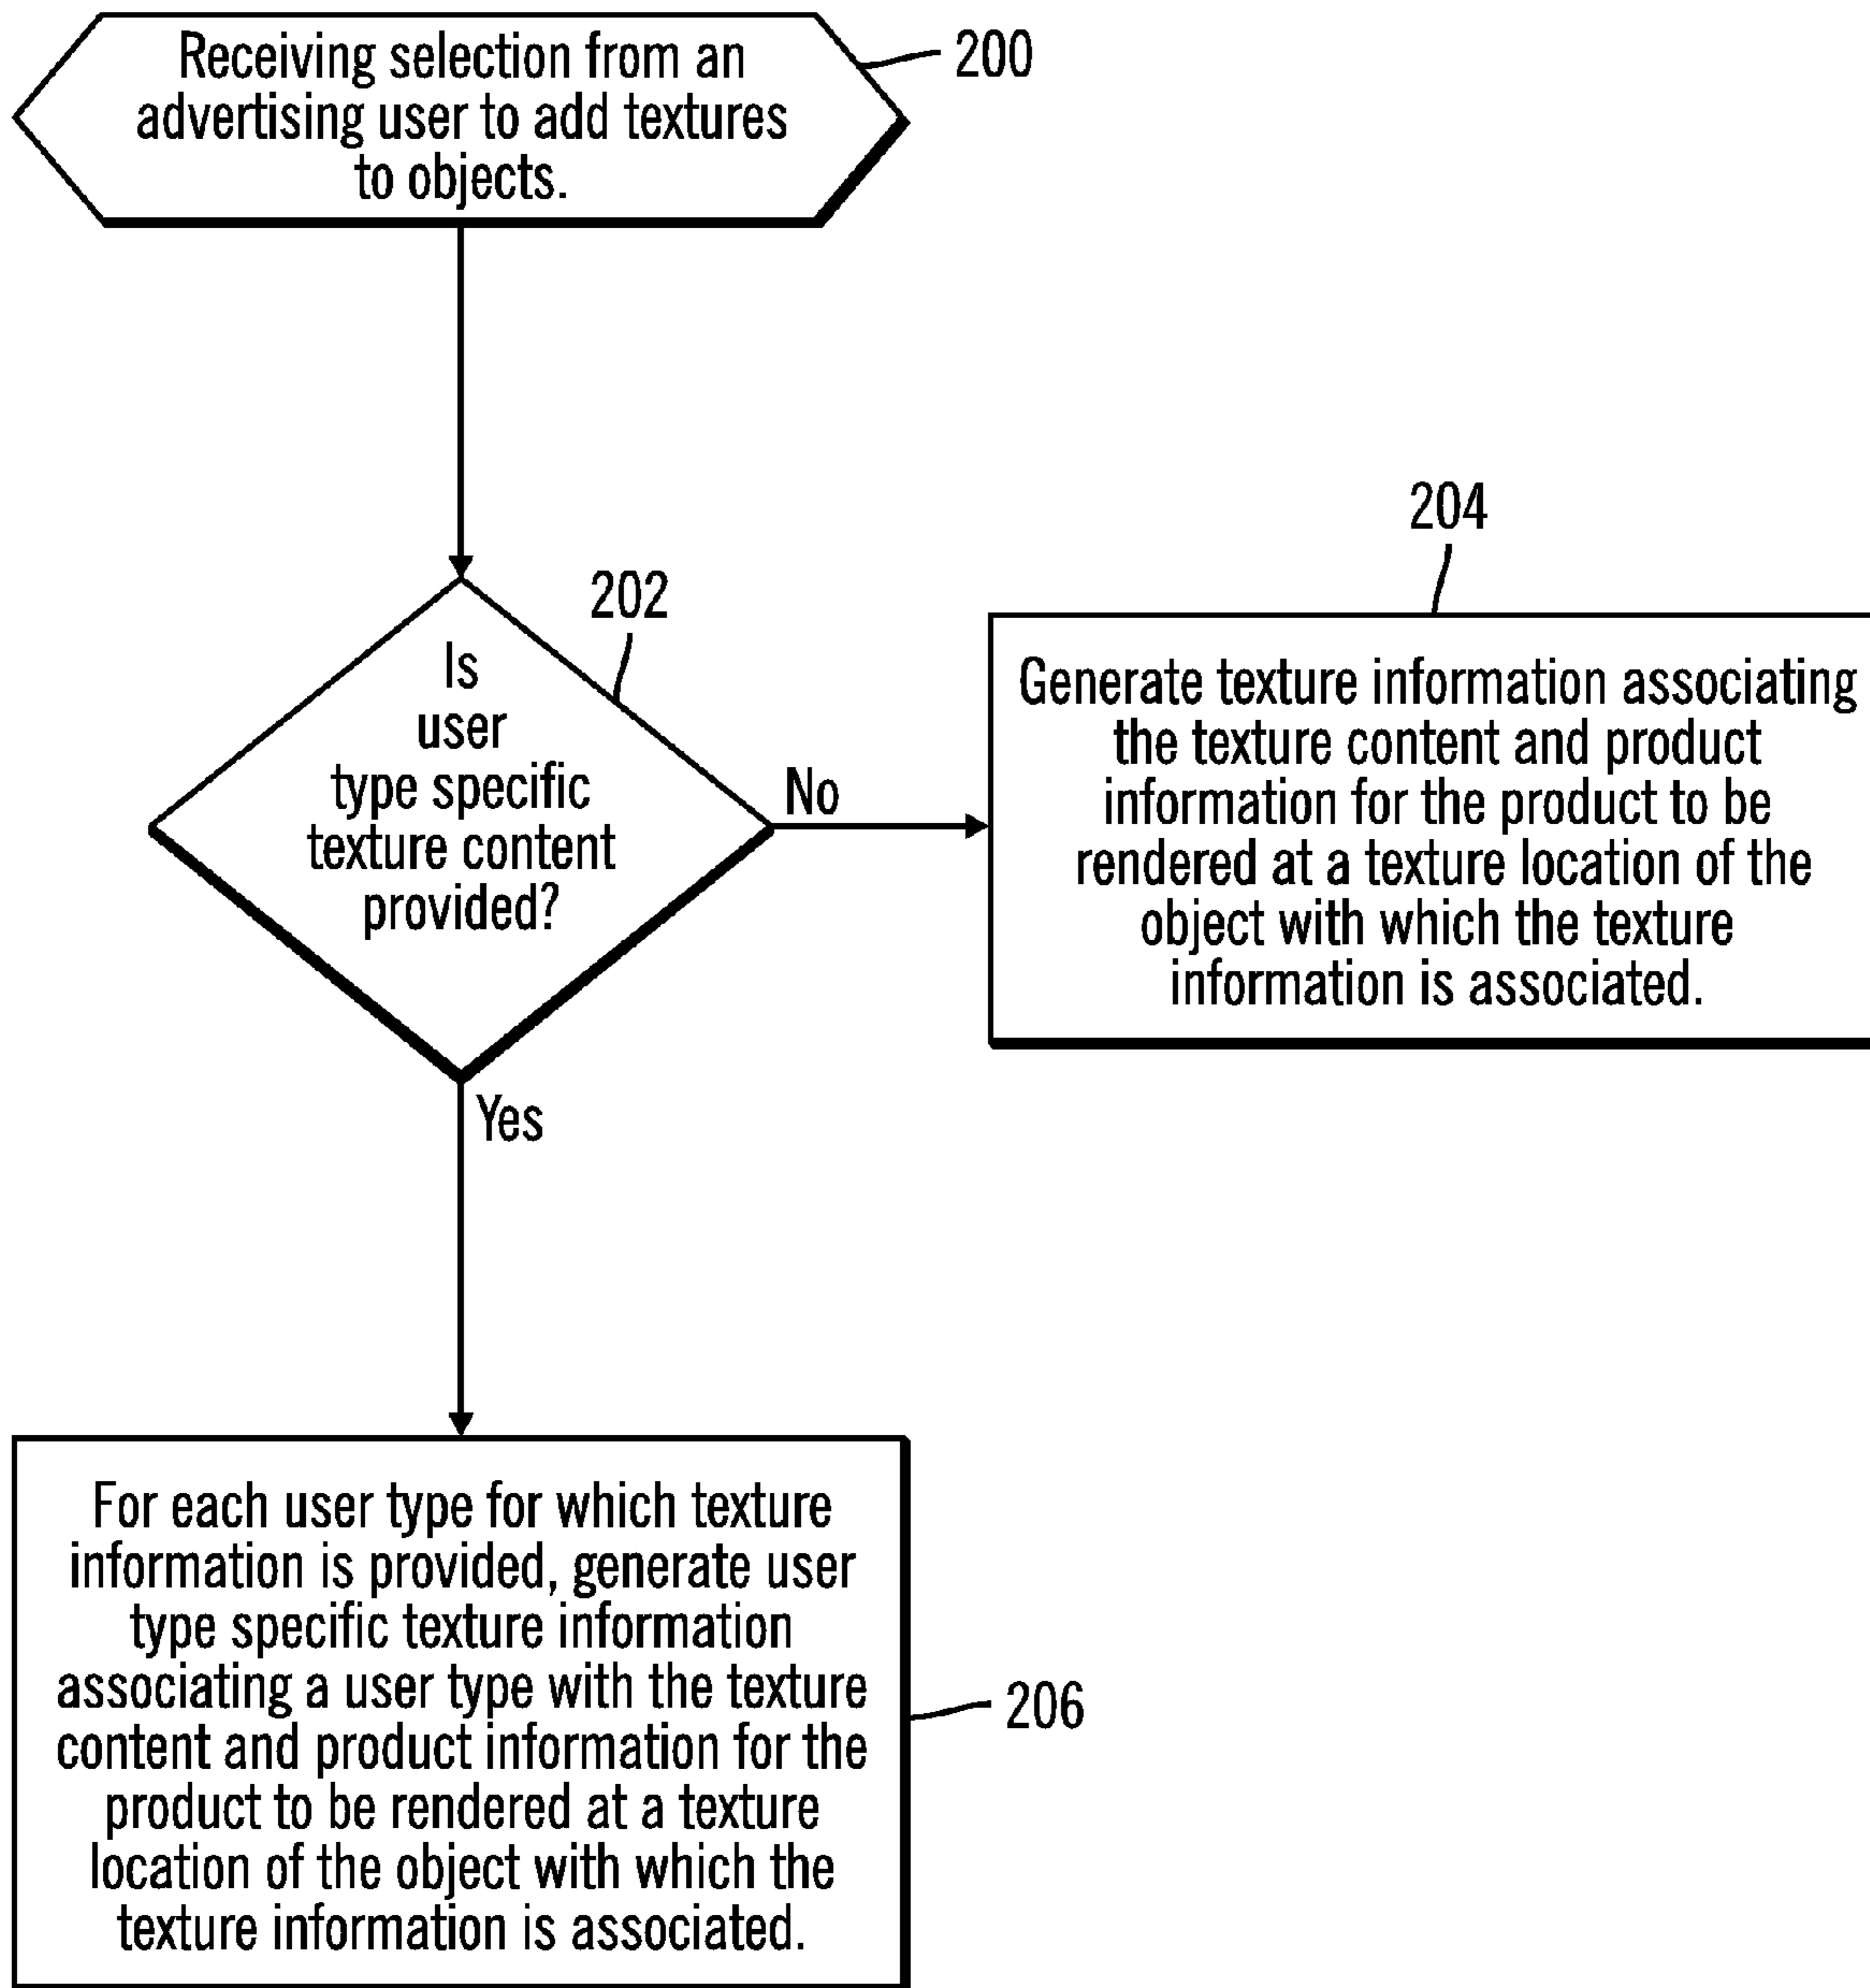 Receiving selection from an
advertising user to add textures
to objects.
200
202
Is
user
type specific
texture content
provided?
No
204
Generate texture information associating
the texture content and product
information for the product to be
rendered at a texture location of the
object with which the texture
information is associated.
Yes
For each user type for which texture
information is provided, generate user
type specific texture information
associating a user type with the texture
content and product information for the
product to be rendered at a texture
location of the object with which the
texture information is associated.
206